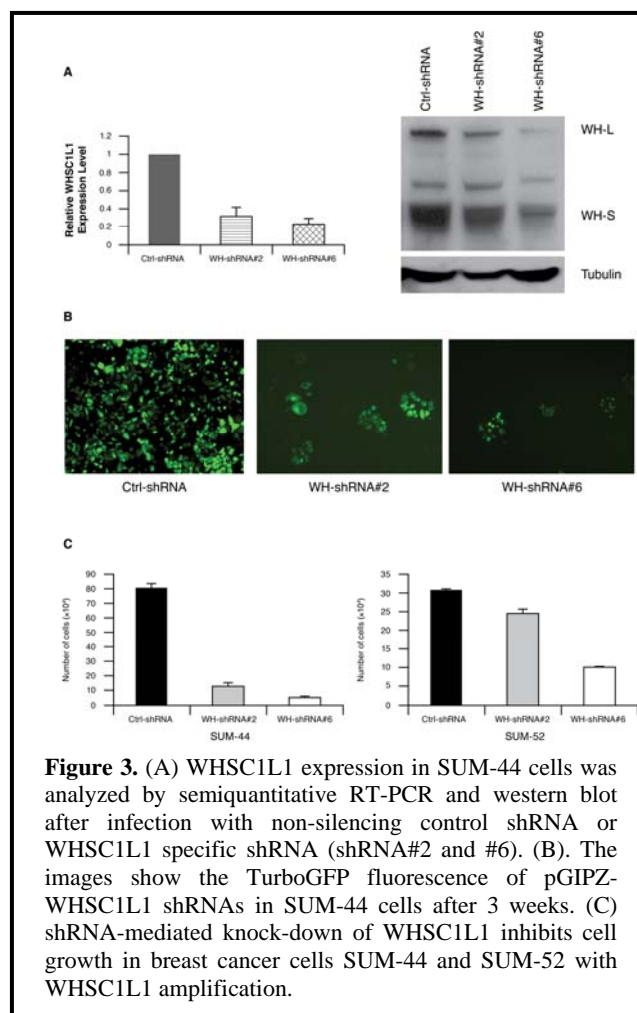 A
Relative WHSC1L1
Expression Level
1.2
1
0.8
0.6
0.4
0.2
0
Ctrl-shRNA WH-shRNA#2 WH-shRNA#6
Ctrl-shRNA
WH-shRNA#2
WH-shRNA#6
WH-L
WH-S
Tubulin
B
Ctrl-shRNA WH-shRNA#2 WH-shRNA#6
C
Number of cells (×10⁴)
90
80
70
60
50
40
30
20
10
0
Ctrl-shRNA WH-shRNA#2 WH-shRNA#6
SUM-44
Number of cells (×10⁴)
35
30
25
20
15
10
5
0
Ctrl-shRNA WH-shRNA#2 WH-shRNA#6
SUM-52
Figure 3. (A) WHSC1L1 expression in SUM-44 cells was
analyzed by semiquantitative RT-PCR and western blot
after infection with non-silencing control shRNA or
WHSC1L1 specific shRNA (shRNA#2 and #6). (B). The
images show the TurboGFP fluorescence of pGIPZ-
WHSC1L1 shRNAs in SUM-44 cells after 3 weeks. (C)
shRNA-mediated knock-down of WHSC1L1 inhibits cell
growth in breast cancer cells SUM-44 and SUM-52 with
WHSC1L1 amplification.